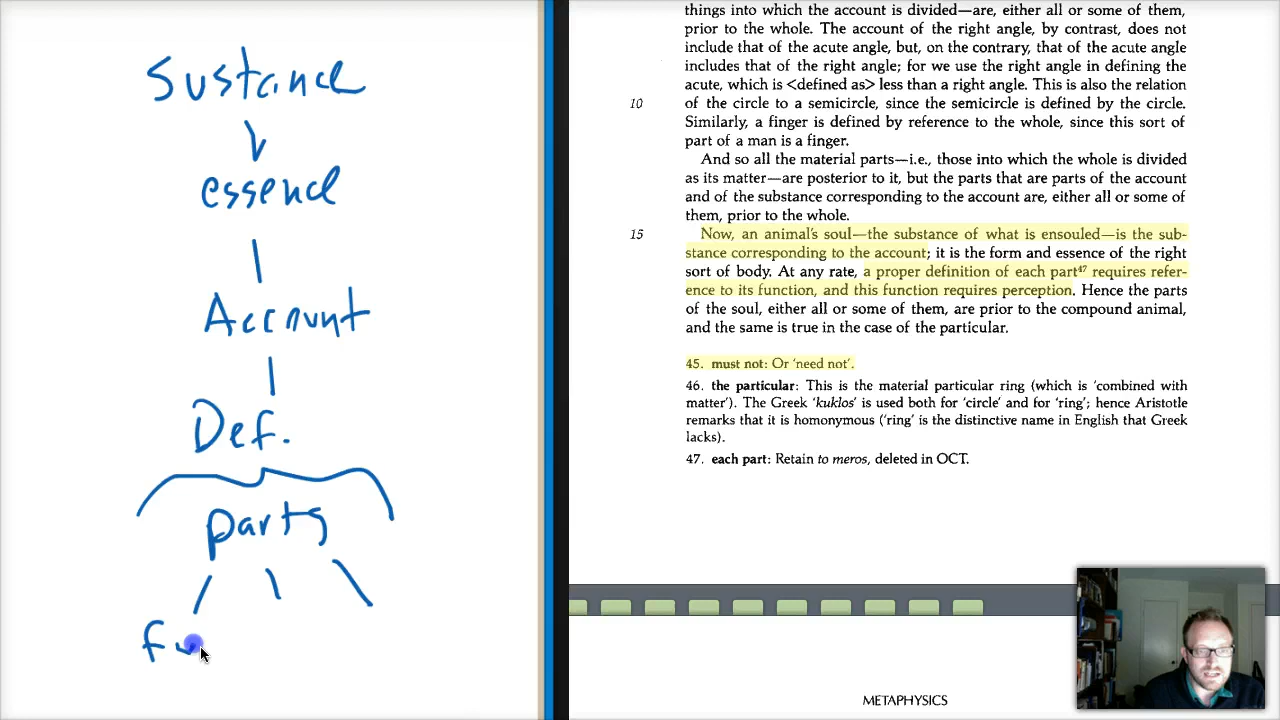 Sustance
essence
Account
Def.
parts
fu
things into which the account is divided—are, either all or some of them,
prior to the whole. The account of the right angle, by contrast, does not
include that of the acute angle, but, on the contrary, that of the acute angle
includes that of the right angle; for we use the right angle in defining the
acute, which is <defined as> less than a right angle. This is also the relation
10 of the circle to a semicircle, since the semicircle is defined by the circle.
Similarly, a finger is defined by reference to the whole, since this sort of
part of a man is a finger.
And so all the material parts—i.e., those into which the whole is divided
as its matter—are posterior to it, but the parts that are parts of the account
and of the substance corresponding to the account are, either all or some of
them, prior to the whole.
15 Now, an animal's soul—the substance of what is ensouled—is the sub-
stance corresponding to the account; it is the form and essence of the right
sort of body. At any rate, a proper definition of each part⁴⁷ requires refer-
ence to its function, and this function requires perception. Hence the parts
of the soul, either all or some of them, are prior to the compound animal,
and the same is true in the case of the particular.
45. must not: Or 'need not'.
46. the particular: This is the material particular ring (which is 'combined with
matter'). The Greek 'kuklos' is used both for 'circle' and for 'ring'; hence Aristotle
remarks that it is homonymous ('ring' is the distinctive name in English that Greek
lacks).
47. each part: Retain to meros, deleted in OCT.
METAPHYSICS